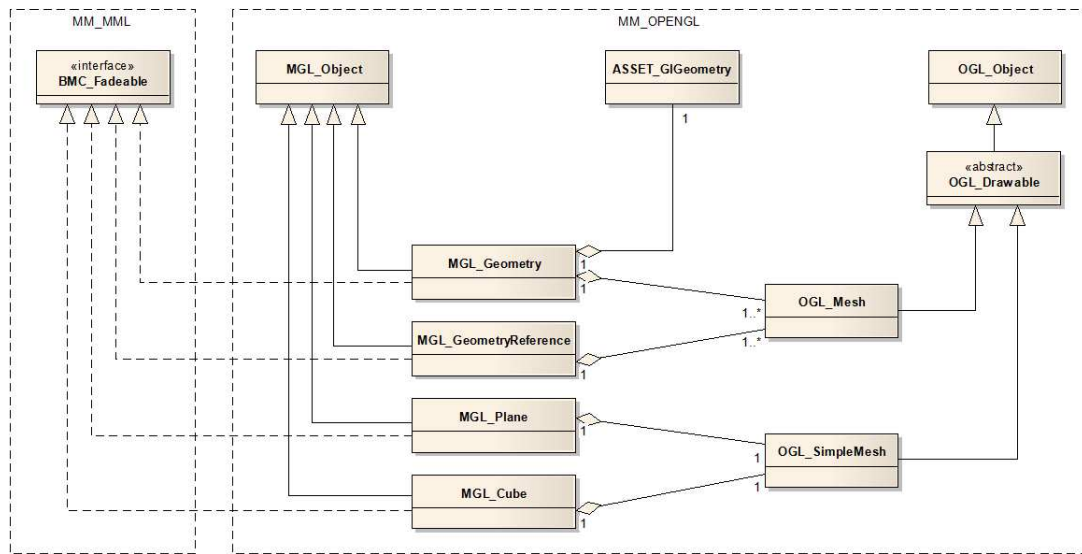 MM_MML
MM_OPENGL
«interface»
BMC_Fadeable
MGL_Object
ASSET_GIGeometry
OGL_Object
1
«abstract»
OGL_Drawable
MGL_Geometry
1
1
OGL_Mesh
1..*
1..*
MGL_GeometryReference
1
MGL_Plane
1
OGL_SimpleMesh
1
1
MGL_Cube
1